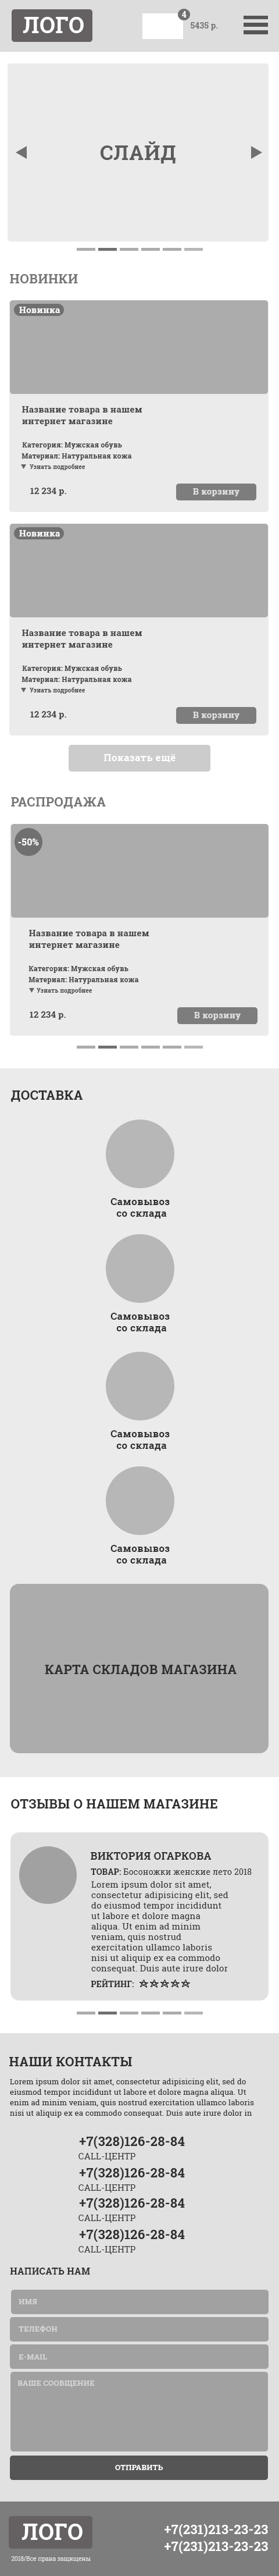 ЛОГО
4
5435 р.
СЛАЙД
НОВИНКИ
Новинка
Название товара в нашем
интернет магазине
Категория: Мужская обувь
Материал: Натуральная кожа
Узнать подробнее
12 234 р.
В корзину
Новинка
Название товара в нашем
интернет магазине
Категория: Мужская обувь
Материал: Натуральная кожа
Узнать подробнее
12 234 р.
В корзину
Показать ещё
РАСПРОДАЖА
-50%
Название товара в нашем
интернет магазине
Категория: Мужская обувь
Материал: Натуральная кожа
Узнать подробнее
12 234 р.
В корзину
ДОСТАВКА
Самовывоз
со склада
Самовывоз
со склада
Самовывоз
со склада
Самовывоз
со склада
КАРТА СКЛАДОВ МАГАЗИНА
ОТЗЫВЫ О НАШЕМ МАГАЗИНЕ
ВИКТОРИЯ ОГАРКОВА
ТОВАР: Босоножки женские лето 2018
Lorem ipsum dolor sit amet,
consectetur adipisicing elit, sed
do eiusmod tempor incididunt
ut labore et dolore magna
aliqua. Ut enim ad minim
veniam, quis nostrud
exercitation ullamco laboris
nisi ut aliquip ex ea commodo
consequat. Duis aute irure dolor
РЕЙТИНГ:
НАШИ КОНТАКТЫ
Lorem ipsum dolor sit amet, consectetur adipisicing elit, sed do
eiusmod tempor incididunt ut labore et dolore magna aliqua. Ut
enim ad minim veniam, quis nostrud exercitation ullamco laboris
nisi ut aliquip ex ea commodo consequat. Duis aute irure dolor in
+7(328)126-28-84
CALL-ЦЕНТР
+7(328)126-28-84
CALL-ЦЕНТР
+7(328)126-28-84
CALL-ЦЕНТР
+7(328)126-28-84
CALL-ЦЕНТР
НАПИСАТЬ НАМ
ИМЯ
ТЕЛЕФОН
E-MAIL
ВАШЕ СООБЩЕНИЕ
ОТПРАВИТЬ
ЛОГО
+7(231)213-23-23
+7(231)213-23-23
2018/Все права защищены